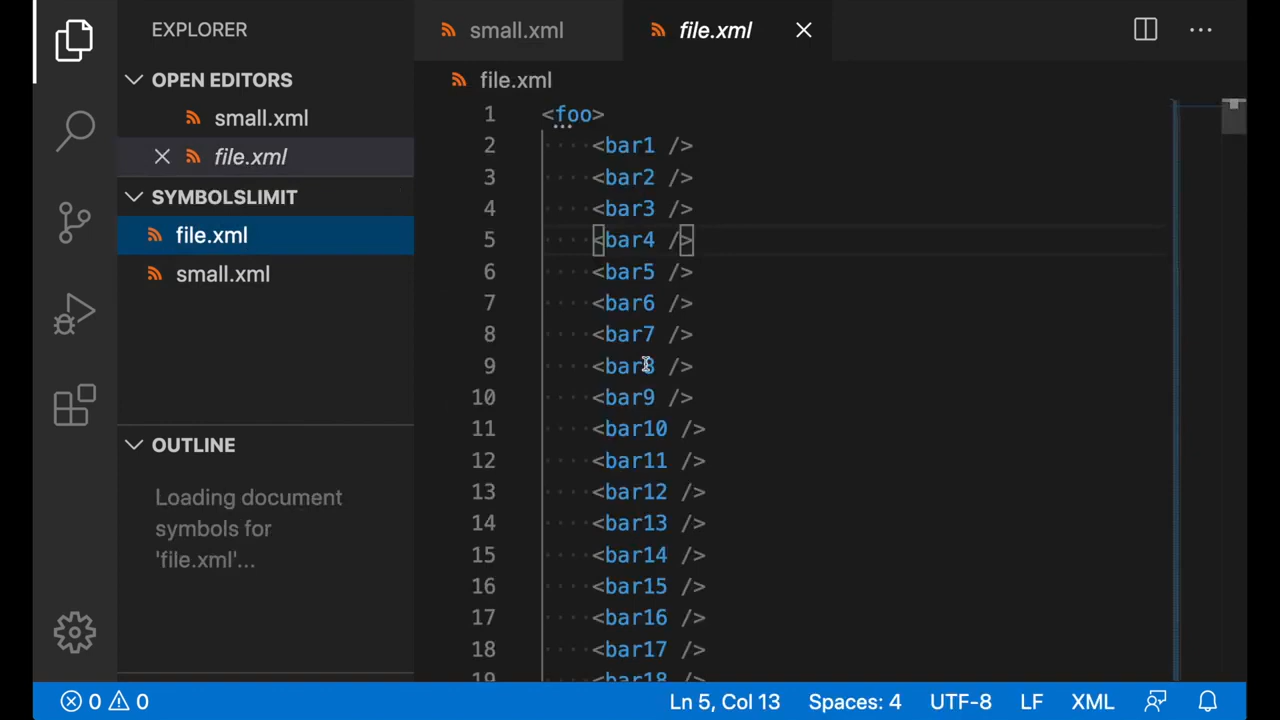 EXPLORER
OPEN EDITORS
small.xml
file.xml
SYMBOLSLIMIT
file.xml
small.xml
OUTLINE
Loading document
symbols for
'file.xml'...
small.xml
file.xml
file.xml
1 <foo>
2 ····<bar1 />
3 ····<bar2 />
4 ····<bar3 />
5 ····<bar4 />
6 ····<bar5 />
7 ····<bar6 />
8 ····<bar7 />
9 ····<bar8 />
10 ····<bar9 />
11 ····<bar10 />
12 ····<bar11 />
13 ····<bar12 />
14 ····<bar13 />
15 ····<bar14 />
16 ····<bar15 />
17 ····<bar16 />
18 ····<bar17 />
19 ····<bar18 />
0 0 Ln 5, Col 13 Spaces: 4 UTF-8 LF XML